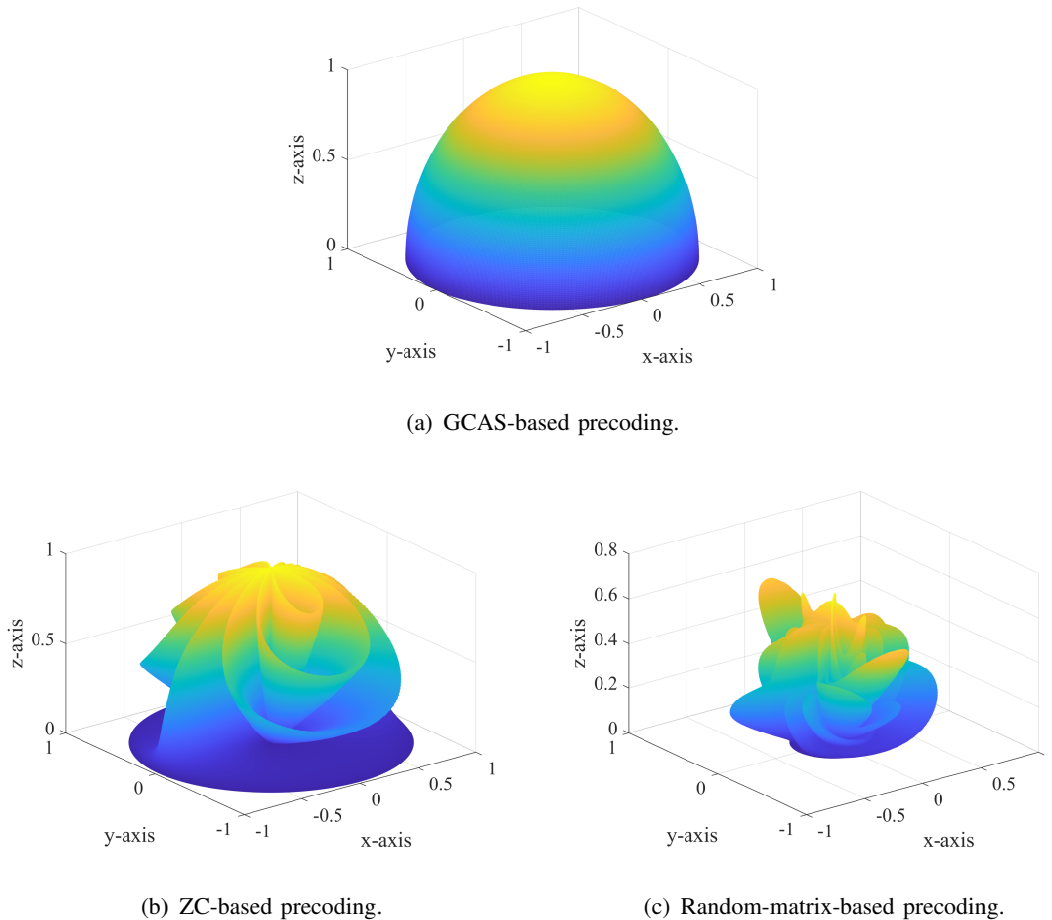 1
0.5
0
z-axis
1
0
-1
y-axis
-1
-0.5
0
0.5
1
x-axis
(a) GCAS-based precoding.
1
0.5
0
z-axis
1
0
-1
y-axis
-1
-0.5
0
0.5
1
x-axis
(b) ZC-based precoding.
0.8
0.6
0.4
0.2
0
z-axis
1
0
-1
y-axis
-1
-0.5
0
0.5
x-axis
(c) Random-matrix-based precoding.